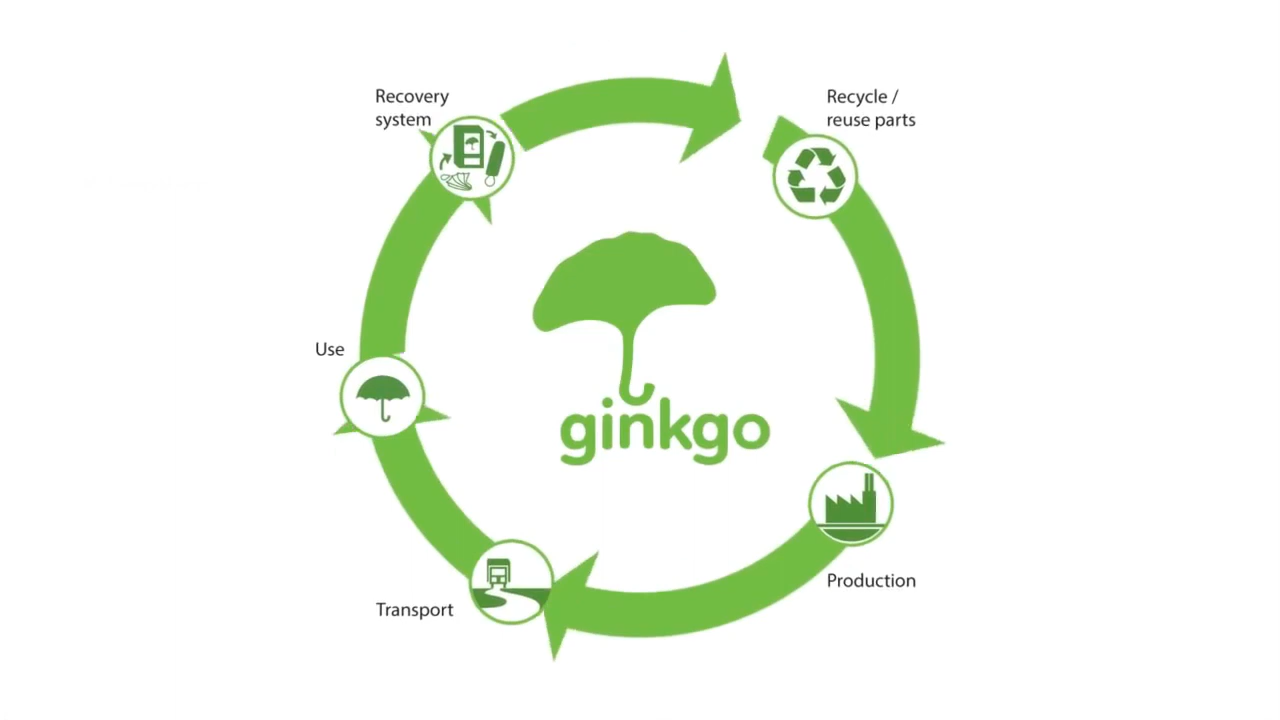 Recovery
system
Recycle /
reuse parts
Use
ginkgo
Production
Transport